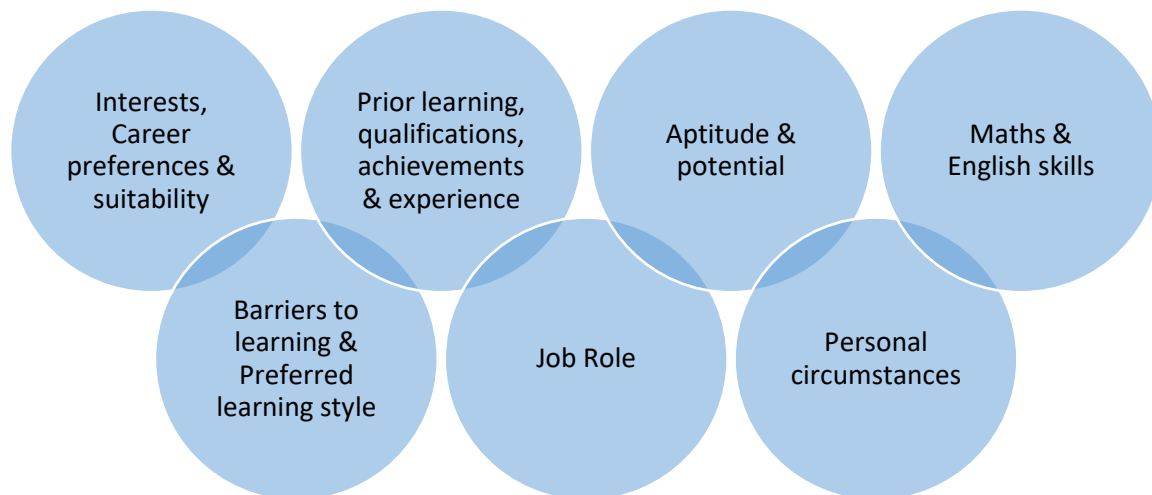 Interests,
Career
preferences &
suitability
Prior learning,
qualifications,
achievements
& experience
Aptitude &
potential
Maths &
English skills
Barriers to
learning &
Preferred
learning style
Job Role
Personal
circumstances